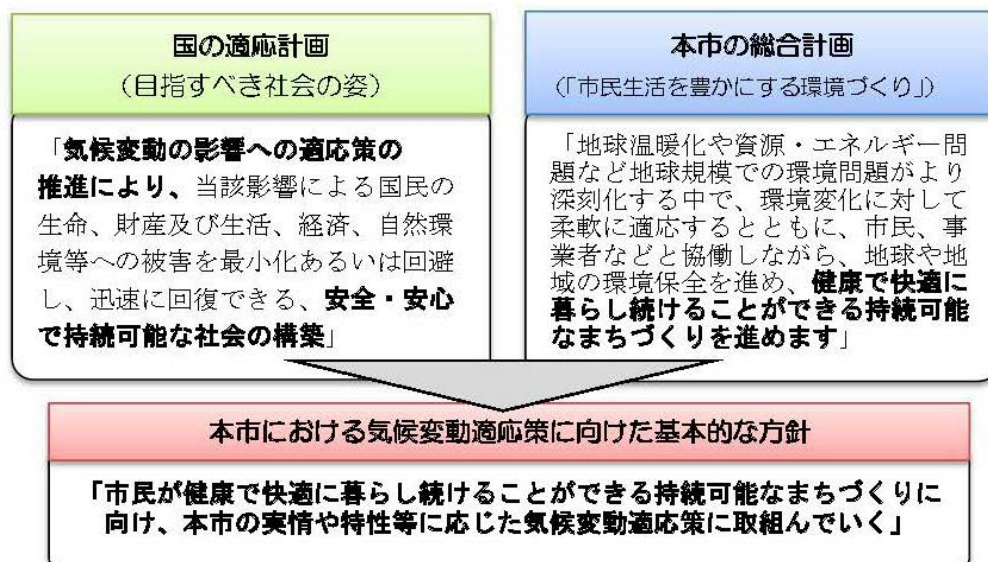 国の適応計画
（目指すべき社会の姿）
「気候変動の影響への適応策の
推進により、当該影響による国民の
生命、財産及び生活、経済、自然環
境等への被害を最小化あるいは回避
し、迅速に回復できる、安全・安心
で持続可能な社会の構築」
本市の総合計画
（「市民生活を豊かにする環境づくり」）
「地球温暖化や資源・エネルギー問
題など地球規模での環境問題がより
深刻化する中で、環境変化に対して
柔軟に適応するとともに、市民、事
業者などと協働しながら、地球や地
域の環境保全を進め、健康で快適に
暮らし続けることができる持続可能
なまちづくりを進めます」
本市における気候変動適応策に向けた基本的な方針
「市民が健康で快適に暮らし続けることができる持続可能なまちづくりに
向け、本市の実情や特性等に応じた気候変動適応策に取組んでいく」